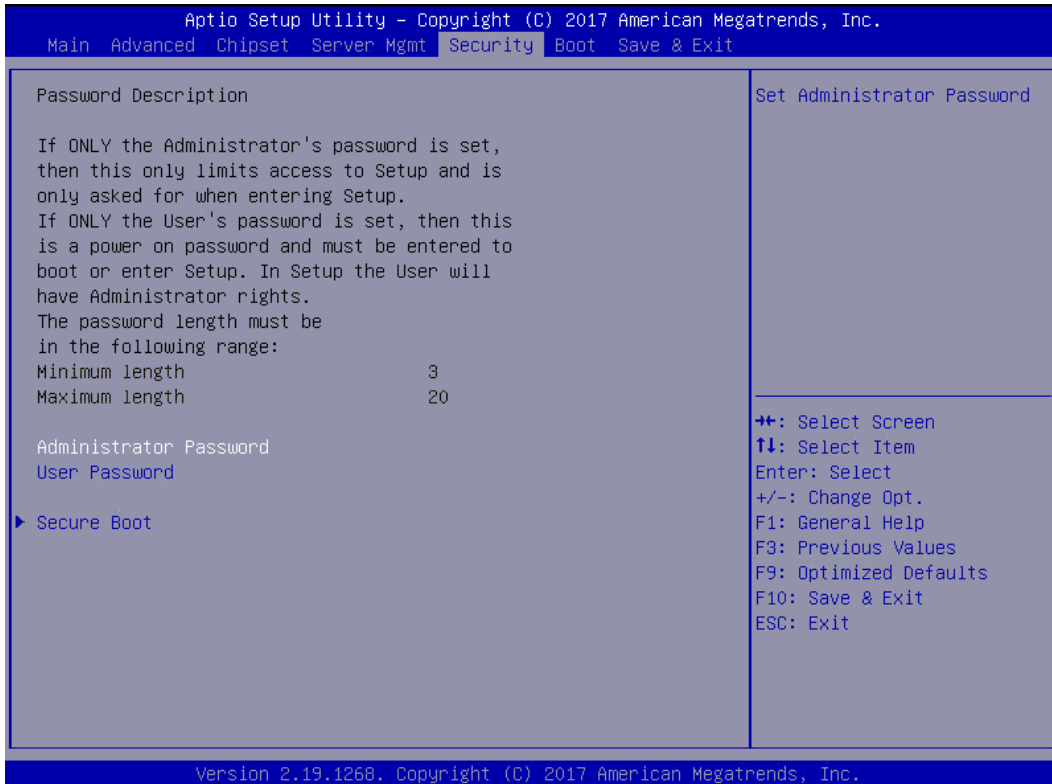 Aptio Setup Utility – Copyright (C) 2017 American Megatrends, Inc.
Main Advanced Chipset Server Mgmt Security Boot Save & Exit
Password Description
If ONLY the Administrator's password is set,
then this only limits access to Setup and is
only asked for when entering Setup.
If ONLY the User's password is set, then this
is a power on password and must be entered to
boot or enter Setup. In Setup the User will
have Administrator rights.
The password length must be
in the following range:
Minimum length 3
Maximum length 20
Administrator Password
User Password
Secure Boot
Set Administrator Password
→←: Select Screen
↑↓: Select Item
Enter: Select
+/-: Change Opt.
F1: General Help
F3: Previous Values
F9: Optimized Defaults
F10: Save & Exit
ESC: Exit
Version 2.19.1268. Copyright (C) 2017 American Megatrends, Inc.